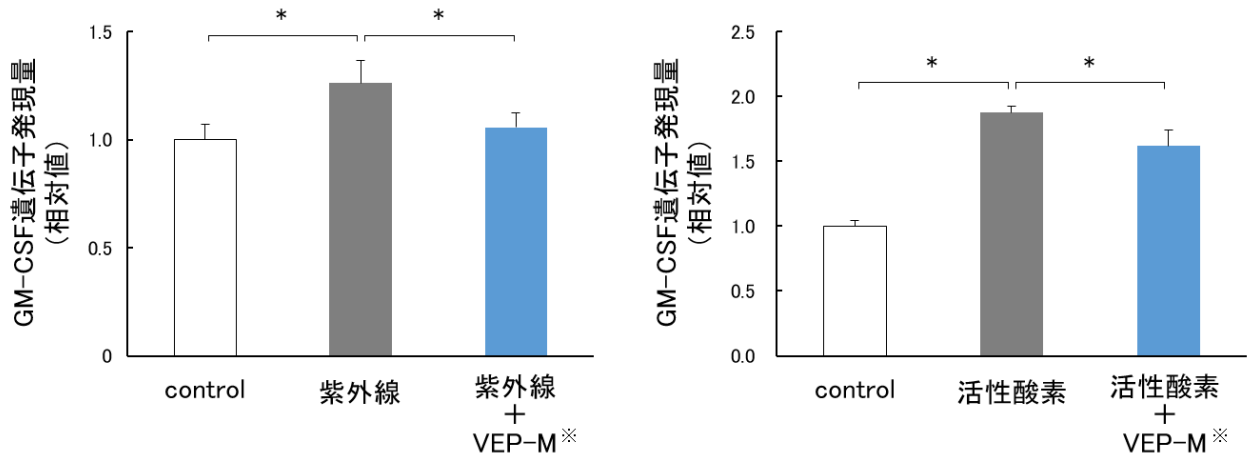 GM-CSF遺伝子発現量
（相対値）
1.5
1.0
0.5
0
*
*
control
紫外線
紫外線
＋
VEP-M※
GM-CSF遺伝子発現量
（相対値）
2.5
2.0
1.5
1.0
0.5
0.0
*
*
control
活性酸素
活性酸素
＋
VEP-M※